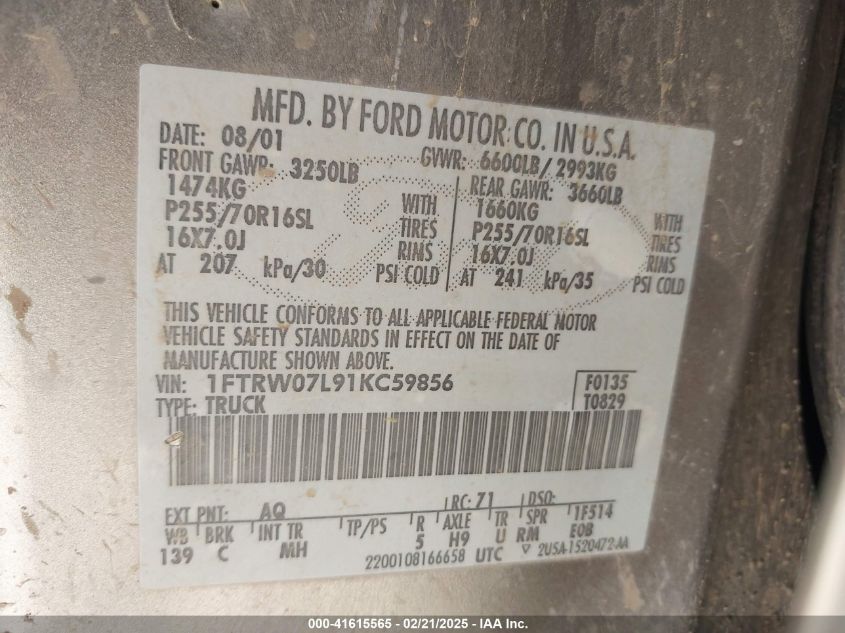 MFD. BY FORD MOTOR CO. IN U.S.A.
DATE: 08/01 GVWR: 6600LB/ 2993KG
FRONT GAWR: 3250LB REAR GAWR: 3660LB
1474KG WITH 1660KG WITH
P255/70R16SL TIRES P255/70R16SL TIRES
16X7.0J RIMS 16X7.0J RIMS
AT 207 kPa/30 PSI COLD AT 241 kPa/35 PSI COLD
THIS VEHICLE CONFORMS TO ALL APPLICABLE FEDERAL MOTOR
VEHICLE SAFETY STANDARDS IN EFFECT ON THE DATE OF
MANUFACTURE SHOWN ABOVE.
VIN: 1FTRW07L91KC59856 F0135
TYPE: TRUCK T0829
EXT PNT: AQ RC: 71 DSO:
WB BRK INT TR TP/PS R AXLE TR SPR 1F514
139 C MH 5 H9 U RM EOB
2200108166658 UTC ▽ 2USA-1520472-AA
000-41615565 - 02/21/2025 - IAA Inc.